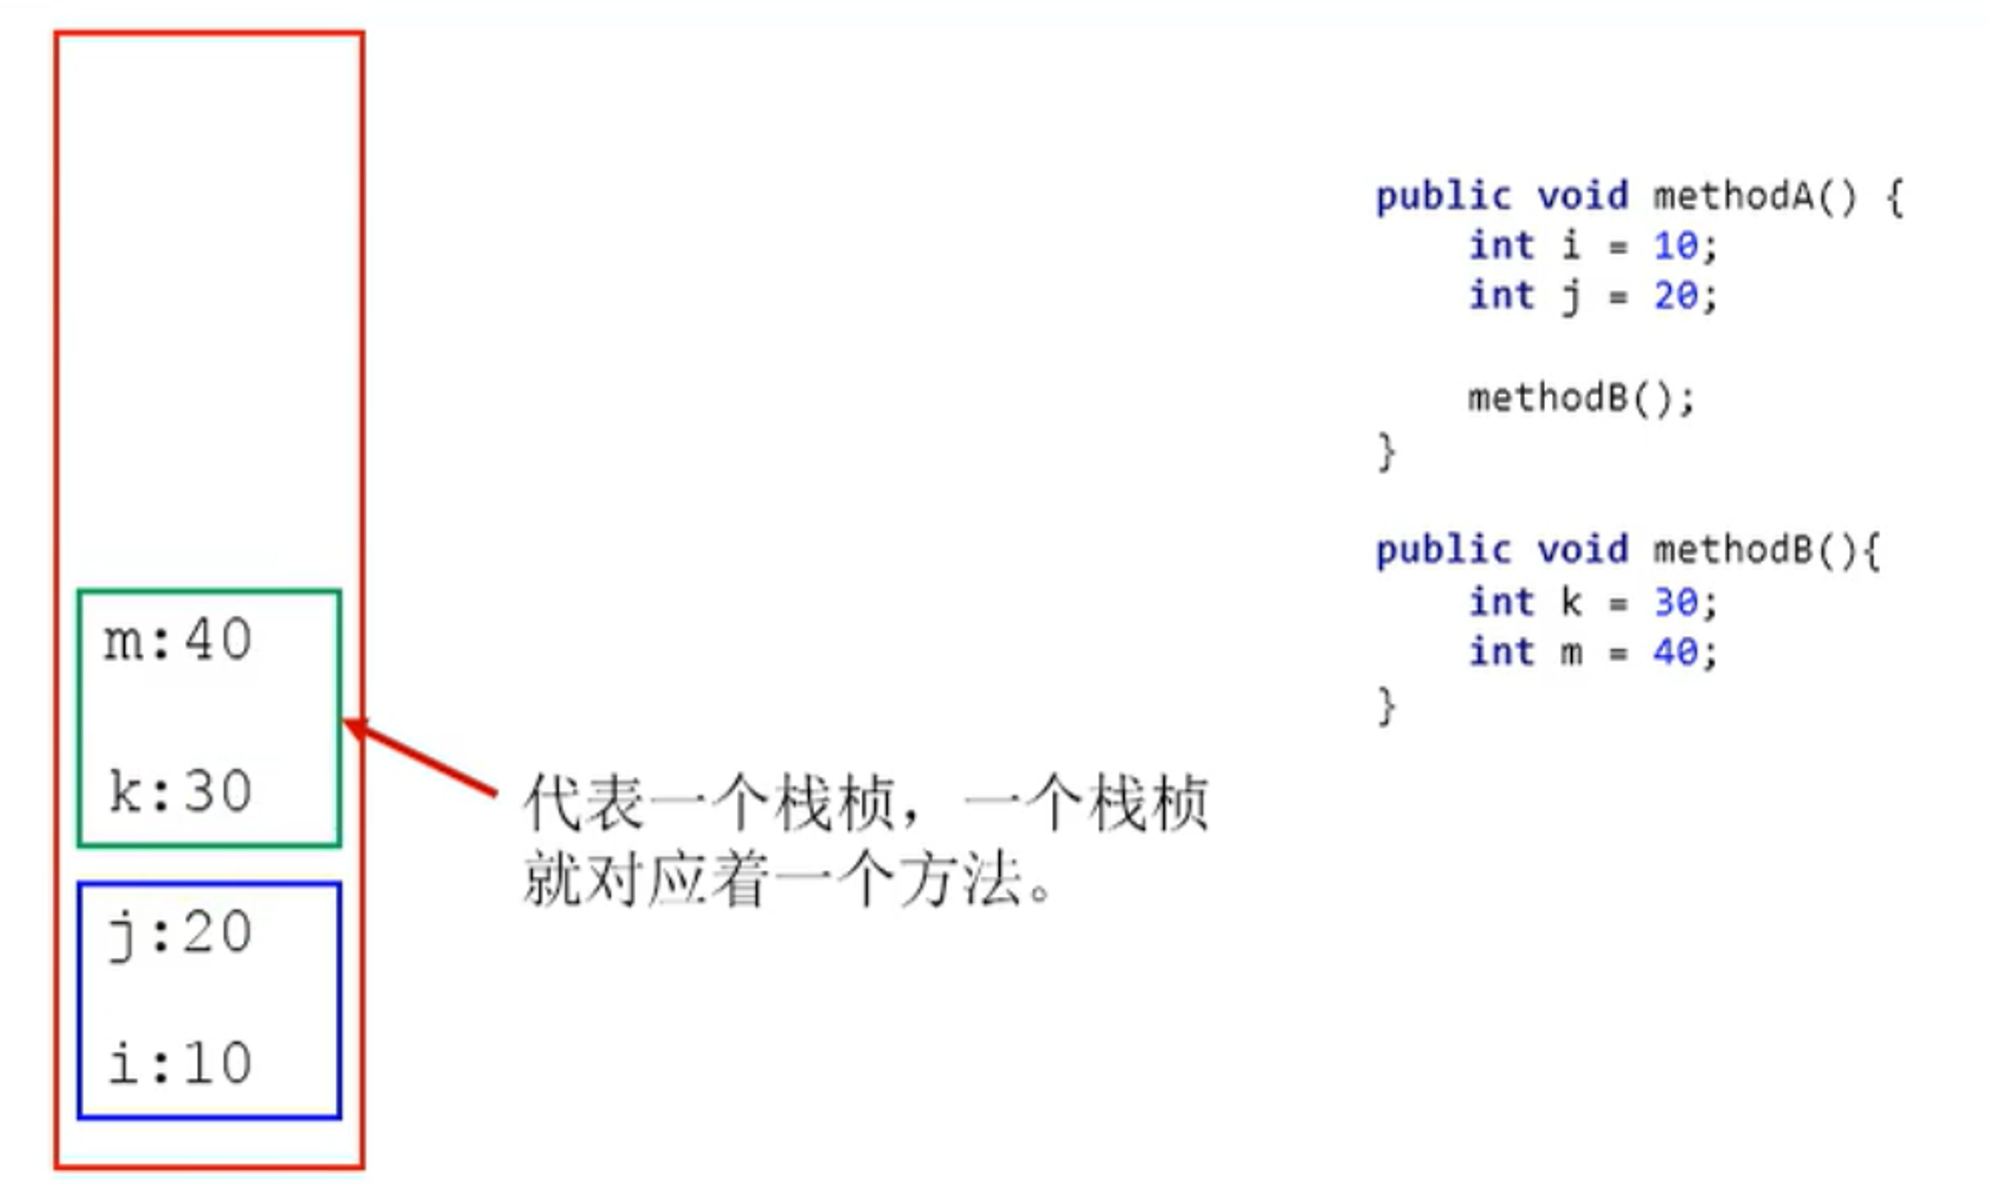 m:40
k:30
j:20
i:10
代表一个栈桢，一个栈桢
就对应着一个方法。
public void methodA() {
    int i = 10;
    int j = 20;
    methodB();
}
public void methodB(){
    int k = 30;
    int m = 40;
}